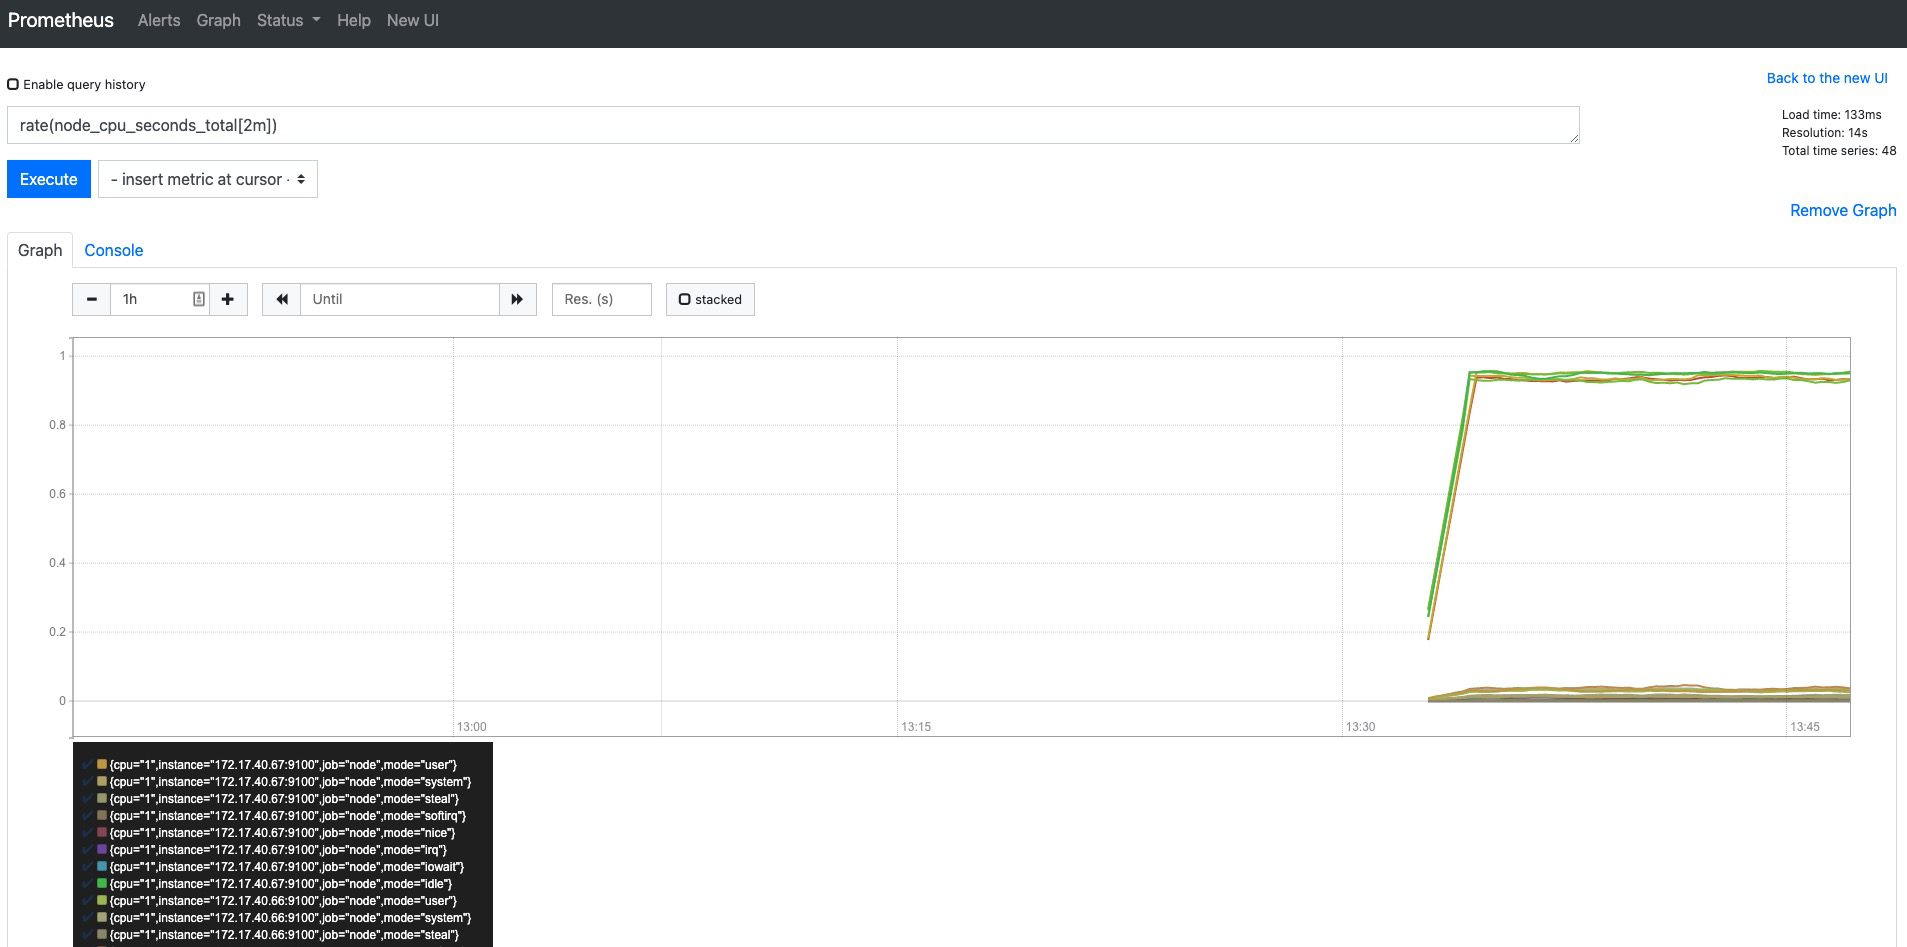 Prometheus Alerts Graph Status Help New UI
Enable query history
Back to the new UI
rate(node_cpu_seconds_total[2m])
Load time: 133ms
Resolution: 14s
Total time series: 48
Execute - insert metric at cursor -
Remove Graph
Graph Console
1h Until Res. (s) stacked
1
0.8
0.6
0.4
0.2
0
13:00 13:15 13:30 13:45
{cpu="1",instance="172.17.40.67:9100",job="node",mode="user"}
{cpu="1",instance="172.17.40.67:9100",job="node",mode="system"}
{cpu="1",instance="172.17.40.67:9100",job="node",mode="steal"}
{cpu="1",instance="172.17.40.67:9100",job="node",mode="softirq"}
{cpu="1",instance="172.17.40.67:9100",job="node",mode="nice"}
{cpu="1",instance="172.17.40.67:9100",job="node",mode="irq"}
{cpu="1",instance="172.17.40.67:9100",job="node",mode="iowait"}
{cpu="1",instance="172.17.40.67:9100",job="node",mode="idle"}
{cpu="1",instance="172.17.40.66:9100",job="node",mode="user"}
{cpu="1",instance="172.17.40.66:9100",job="node",mode="system"}
{cpu="1",instance="172.17.40.66:9100",job="node",mode="steal"}